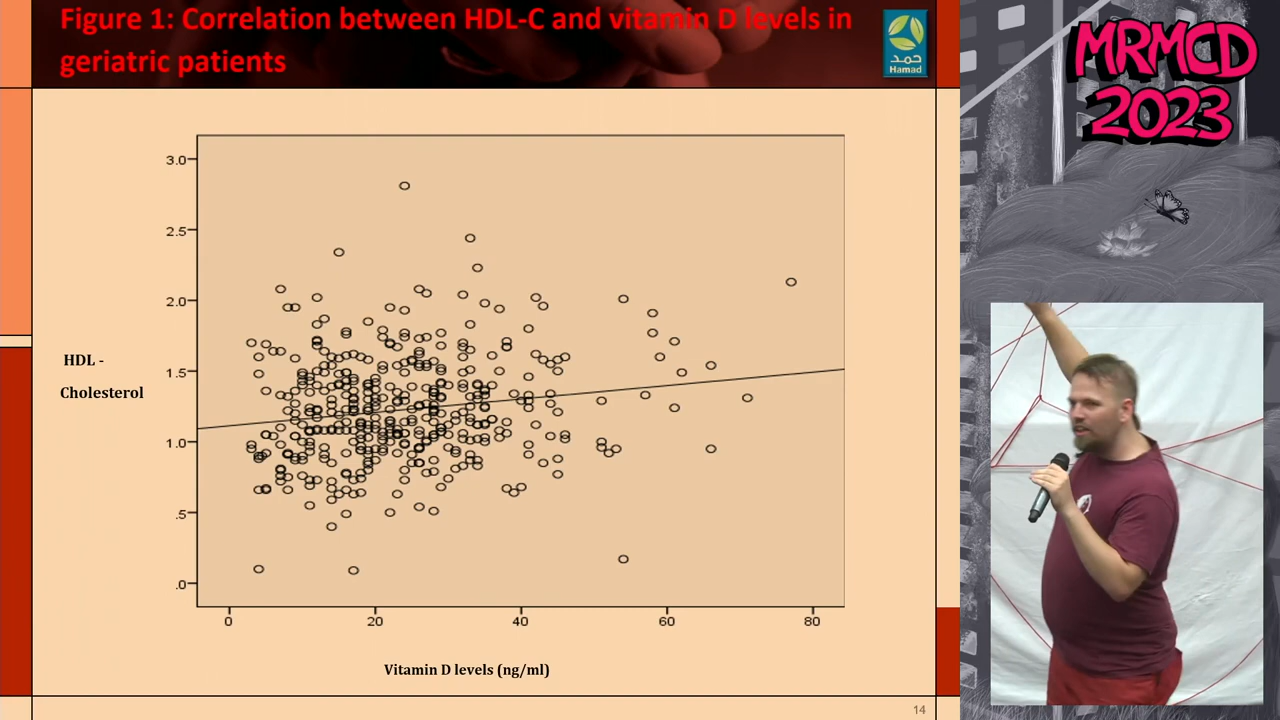 Figure 1: Correlation between HDL-C and vitamin D levels in
geriatric patients
حمد
Hamad
MRMCD
2023
3.0
2.5
2.0
1.5
1.0
.5
.0
HDL -
Cholesterol
0 20 40 60 80
Vitamin D levels (ng/ml)
14